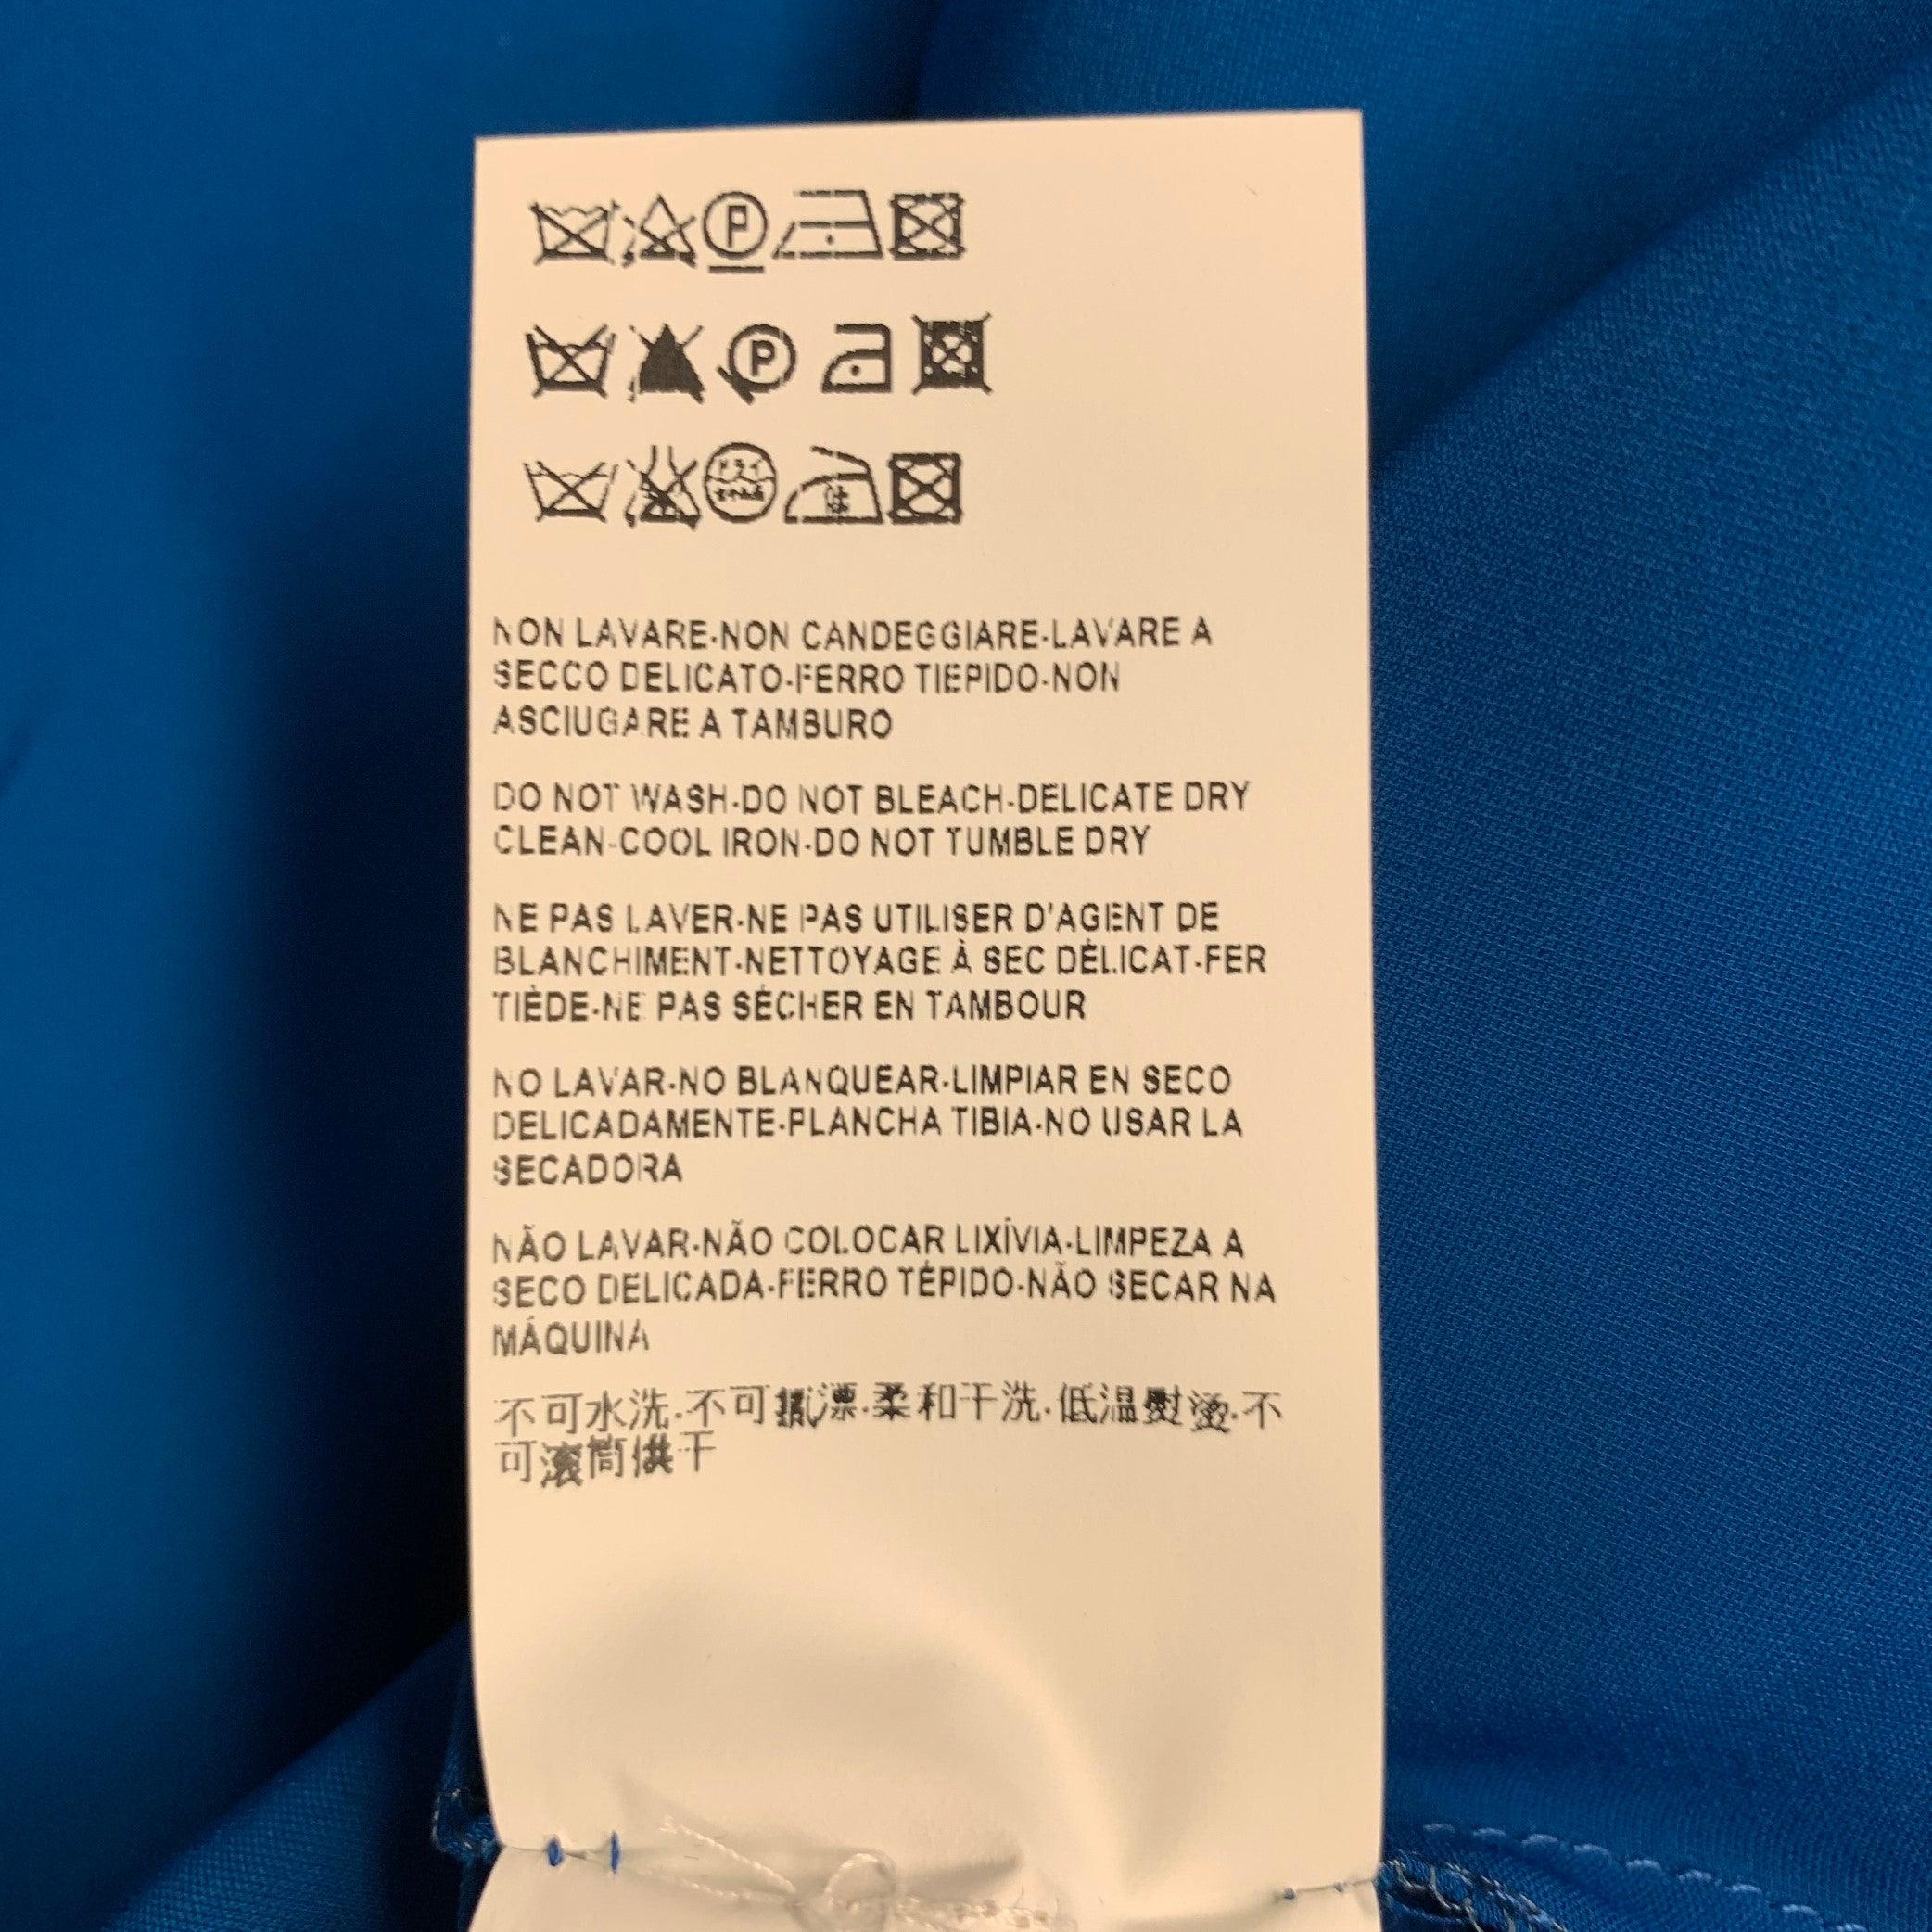 P
P
ドライ
NON LAVARE-NON CANDEGGIARE-LAVARE A
SECCO DELICATO-FERRO TIEPIDO-NON
ASCIUGARE A TAMBURO
DO NOT WASH-DO NOT BLEACH-DELICATE DRY
CLEAN-COOL IRON-DO NOT TUMBLE DRY
NE PAS LAVER-NE PAS UTILISER D'AGENT DE
BLANCHIMENT-NETTOYAGE À SEC DÉLICAT-FER
TIÈDE-NE PAS SÉCHER EN TAMBOUR
NO LAVAR-NO BLANQUEAR-LIMPIAR EN SECO
DELICADAMENTE-PLANCHA TIBIA-NO USAR LA
SECADORA
NÃO LAVAR-NÃO COLOCAR LIXÍVIA-LIMPEZA A
SECO DELICADA-FERRO TÉPIDO-NÃO SECAR NA
MÁQUINA
不可水洗.不可氯漂.柔和干洗.低温熨烫.不
可滚筒烘干